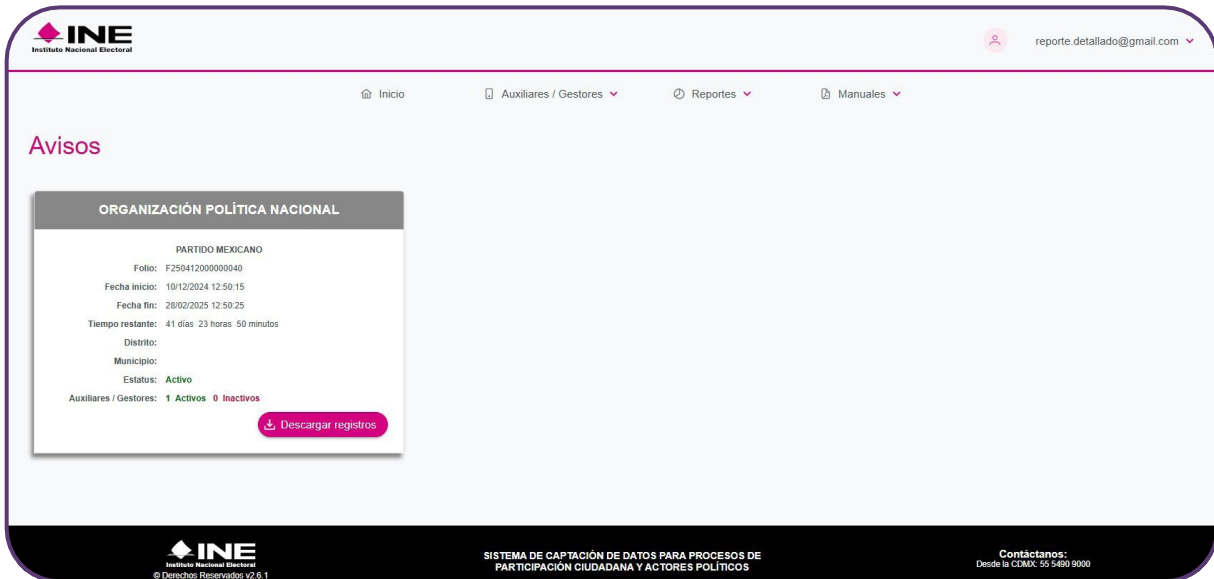 INE
Instituto Nacional Electoral
reporte.detallado@gmail.com
Inicio
Auxiliares / Gestores
Reportes
Manuales
Avisos
ORGANIZACIÓN POLÍTICA NACIONAL
PARTIDO MEXICANO
Folio: F250412000000040
Fecha inicio: 10/12/2024 12:50:15
Fecha fin: 28/02/2025 12:50:25
Tiempo restante: 41 días 23 horas 50 minutos
Distrito:
Municipio:
Estatus: Activo
Auxiliares / Gestores: 1 Activos 0 Inactivos
Descargar registros
INE
Instituto Nacional Electoral
© Derechos Reservados v2.6.1
SISTEMA DE CAPTACIÓN DE DATOS PARA PROCESOS DE
PARTICIPACIÓN CIUDADANA Y ACTORES POLÍTICOS
Contáctanos:
Desde la CDMX: 55 5490 9000